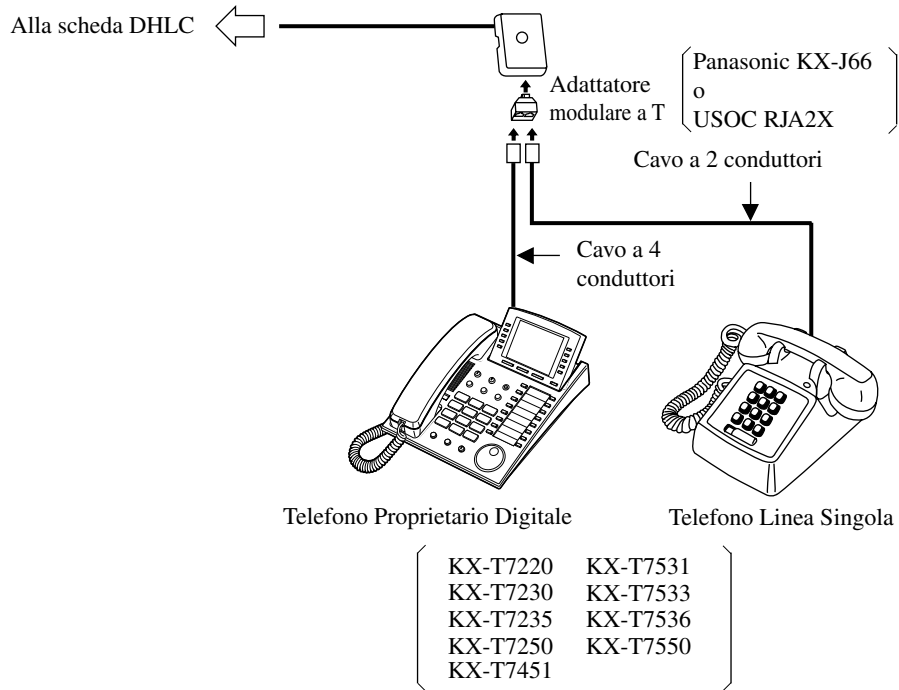 Alla scheda DHLC
Adattatore
modulare a T
Panasonic KX-J66
o
USOC RJA2X
Cavo a 2 conduttori
Cavo a 4
conduttori
Telefono Proprietario Digitale
Telefono Linea Singola
KX-T7220 KX-T7531
KX-T7230 KX-T7533
KX-T7235 KX-T7536
KX-T7250 KX-T7550
KX-T7451